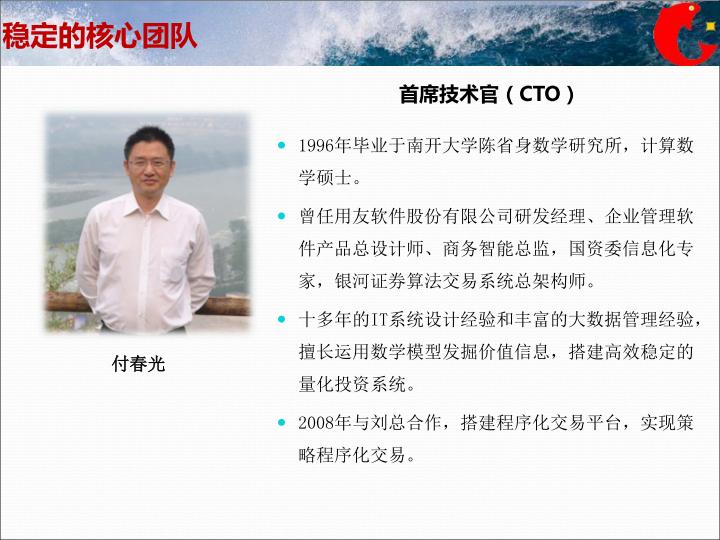 稳定的核心团队
首席技术官（CTO）
1996年毕业于南开大学陈省身数学研究所，计算数
学硕士。
曾任用友软件股份有限公司研发经理、企业管理软
件产品总设计师、商务智能总监，国资委信息化专
家，银河证券算法交易系统总架构师。
十多年的IT系统设计经验和丰富的大数据管理经验，
擅长运用数学模型发掘价值信息，搭建高效稳定的
量化投资系统。
2008年与刘总合作，搭建程序化交易平台，实现策
略程序化交易。
付春光